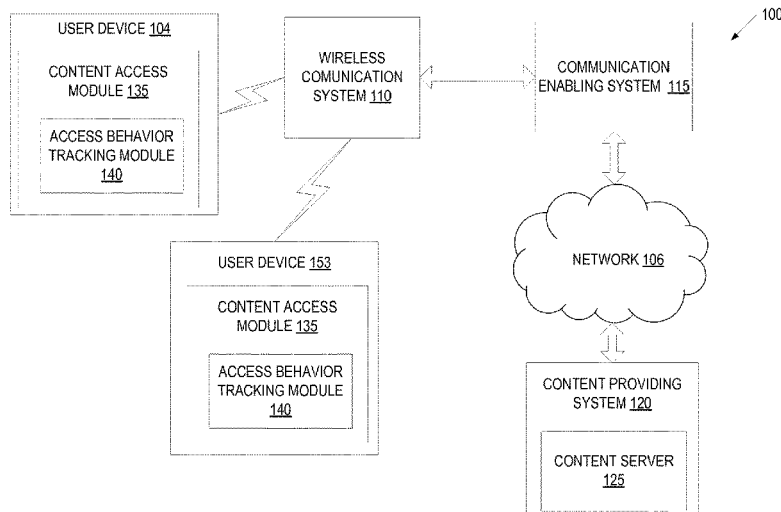 100
USER DEVICE 104
CONTENT ACCESS
MODULE 135
ACCESS BEHAVIOR
TRACKING MODULE
140
WIRELESS
COMUNICATION
SYSTEM 110
COMMUNICATION
ENABLING SYSTEM 115
USER DEVICE 153
CONTENT ACCESS
MODULE 135
ACCESS BEHAVIOR
TRACKING MODULE
140
NETWORK 106
CONTENT PROVIDING
SYSTEM 120
CONTENT SERVER
125